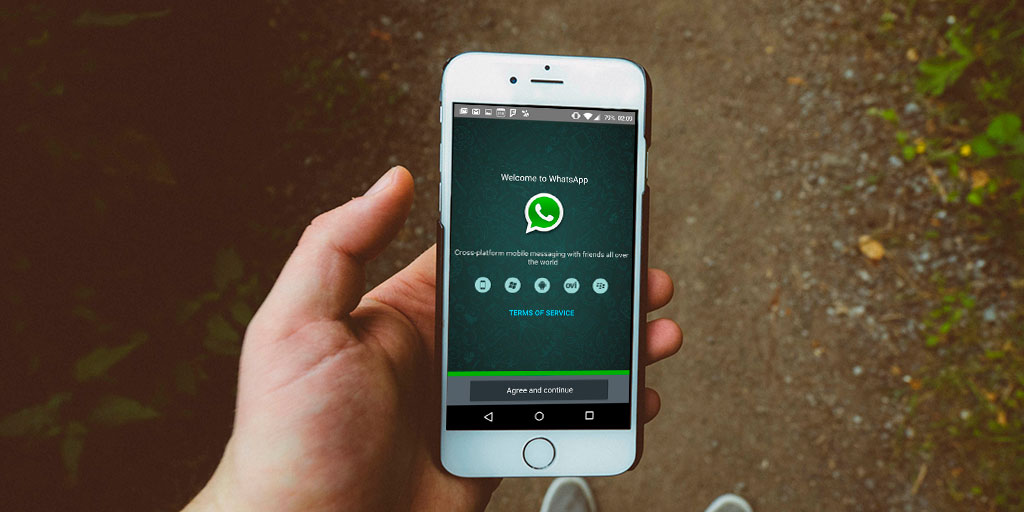 79% 02:09
Welcome to WhatsApp
Cross-platform mobile messaging with friends all over
the world
ovi
TERMS OF SERVICE
Agree and continue